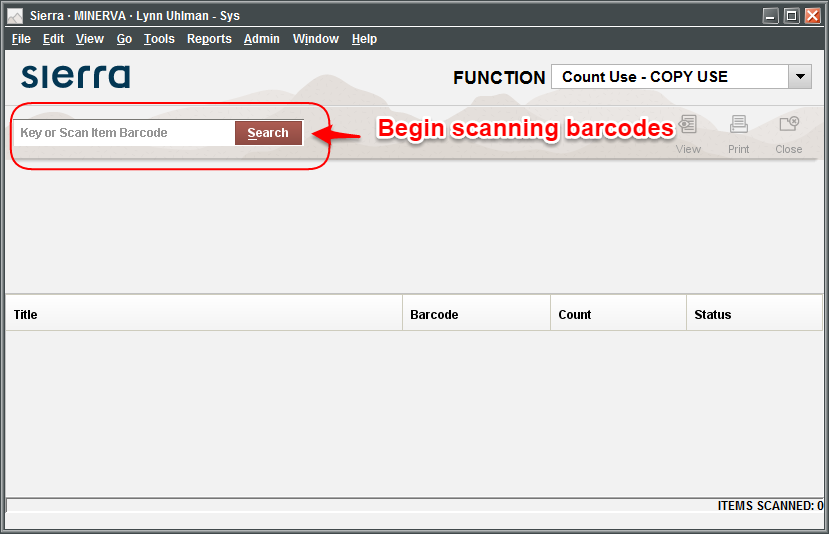 Sierra · MINERVA · Lynn Uhlman - Sys
File Edit View Go Tools Reports Admin Window Help
sierra
FUNCTION Count Use - COPY USE
Key or Scan Item Barcode Search Begin scanning barcodes
View Print Close
Title Barcode Count Status
ITEMS SCANNED: 0